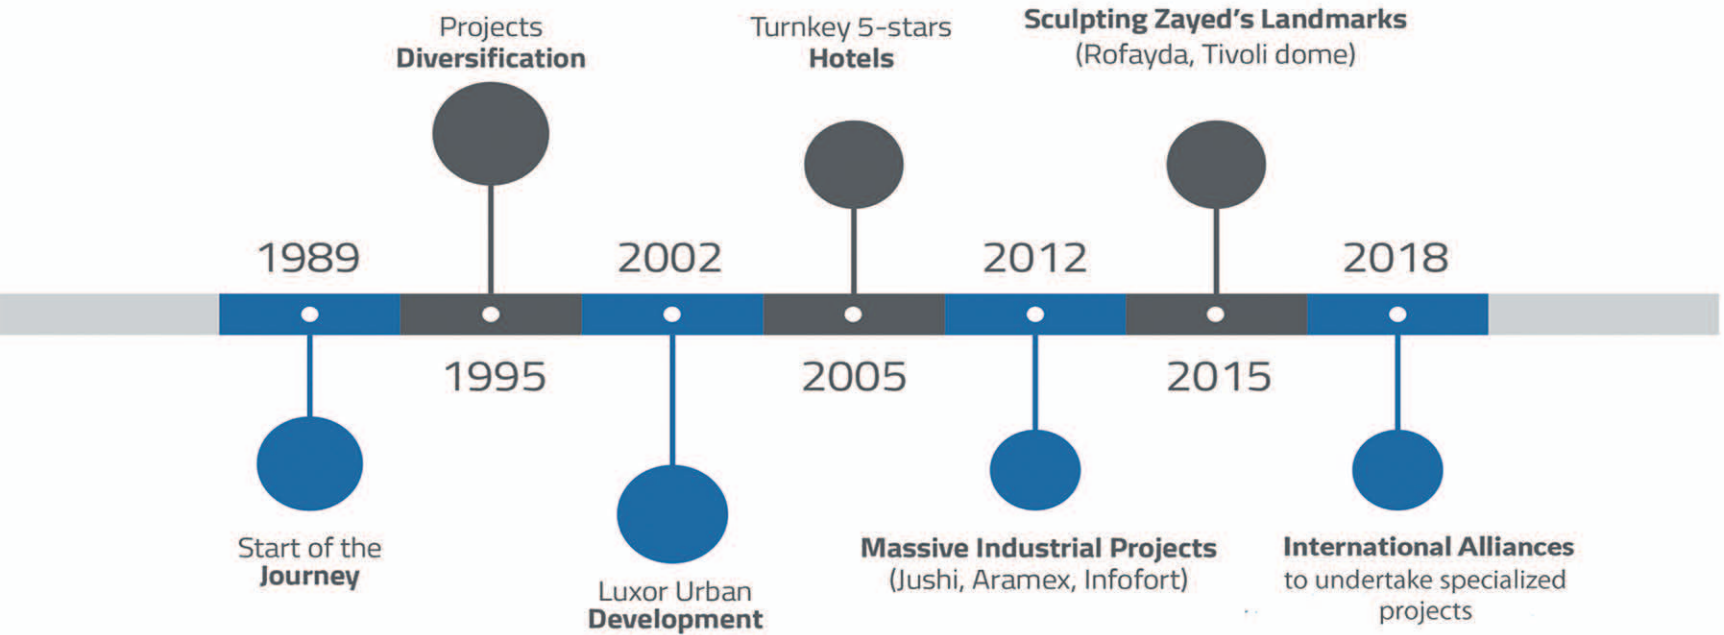 Projects
Diversification
Turnkey 5-stars
Hotels
Sculpting Zayed's Landmarks
(Rofayda, Tivoli dome)
1989
2002
2012
2018
1995
2005
2015
Start of the
Journey
Luxor Urban
Development
Massive Industrial Projects
(Jushi, Aramex, Infofort)
International Alliances
to undertake specialized
projects